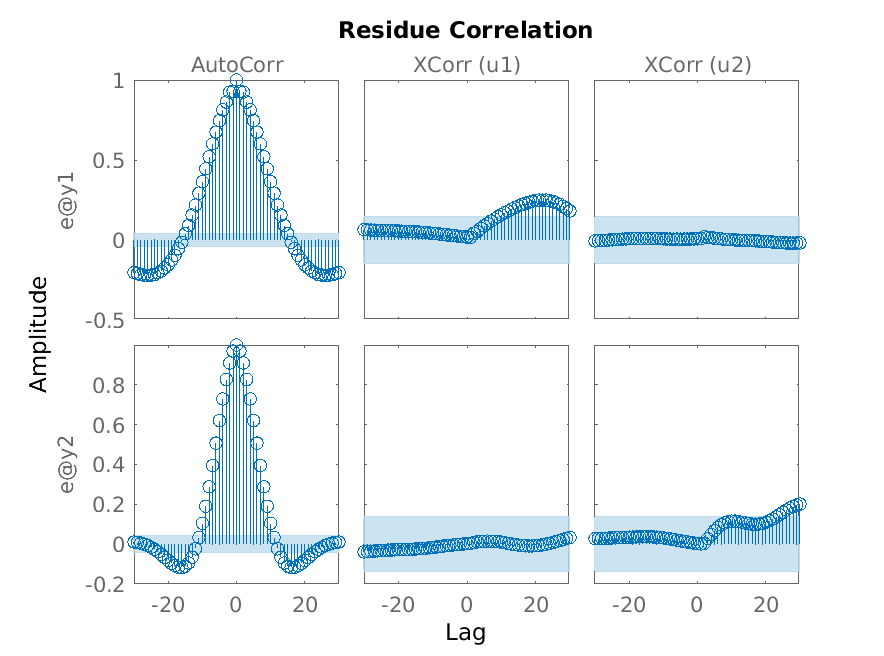 Residue Correlation
AutoCorr
XCorr (u1)
XCorr (u2)
e@y1
1
0.5
0
-0.5
Amplitude
e@y2
0.8
0.6
0.4
0.2
0
-0.2
-20 0 20
-20 0 20
-20 0 20
Lag